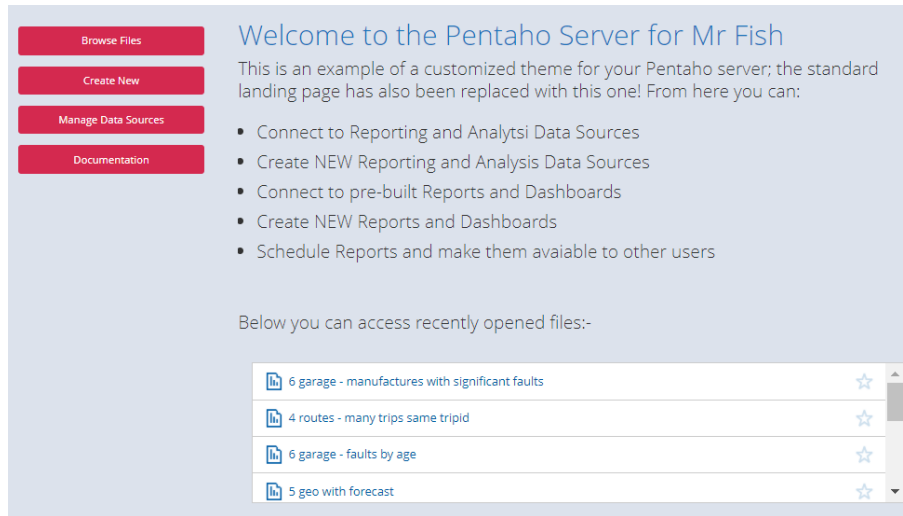 Browse Files
Create New
Manage Data Sources
Documentation
Welcome to the Pentaho Server for Mr Fish
This is an example of a customized theme for your Pentaho server; the standard
landing page has also been replaced with this one! From here you can:
• Connect to Reporting and Analytsi Data Sources
• Create NEW Reporting and Analysis Data Sources
• Connect to pre-built Reports and Dashboards
• Create NEW Reports and Dashboards
• Schedule Reports and make them avaiable to other users
Below you can access recently opened files:-
6 garage - manufactures with significant faults
4 routes - many trips same tripid
6 garage - faults by age
5 geo with forecast